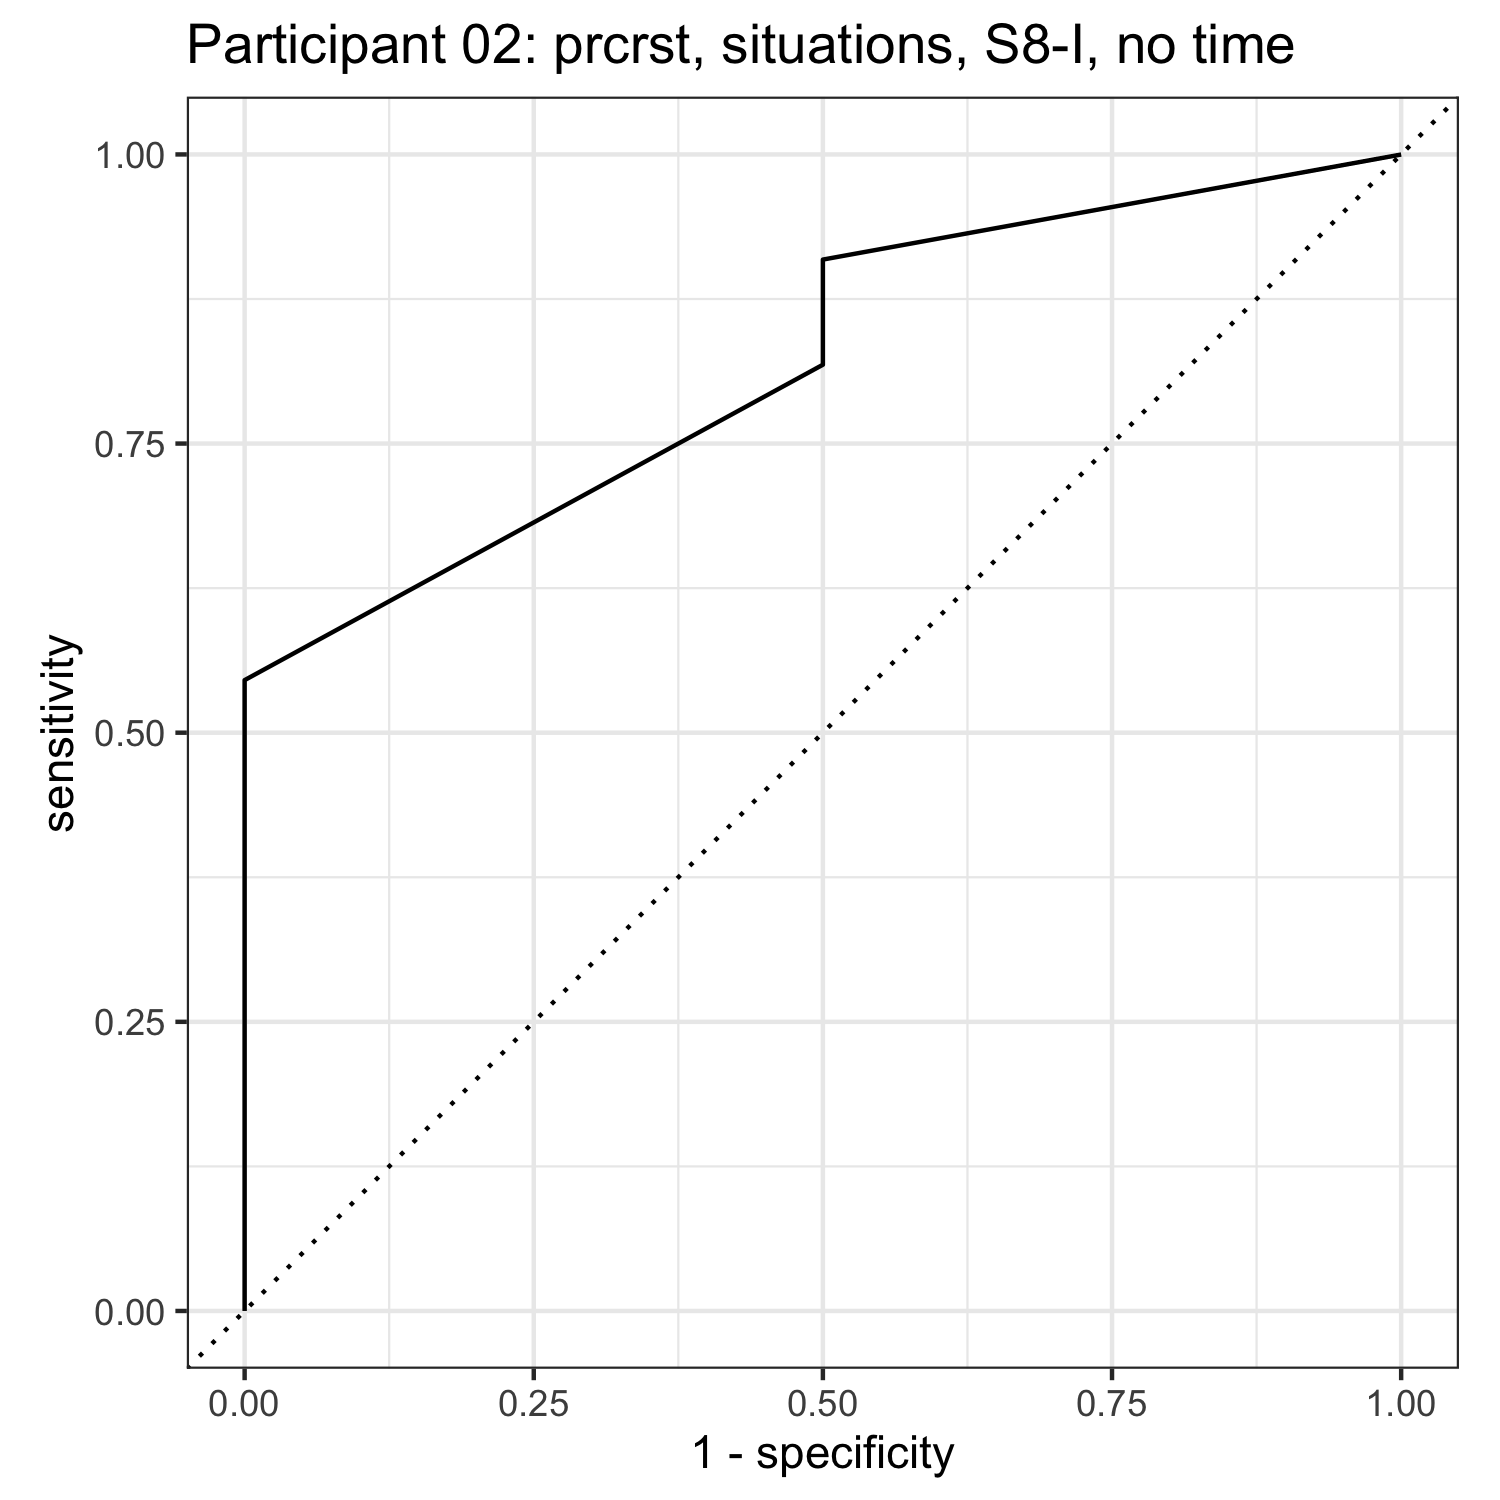 Participant 02: prcrst, situations, S8-I, no time
1.00
0.75
0.50
0.25
0.00
sensitivity
0.00 0.25 0.50 0.75 1.00
1 - specificity